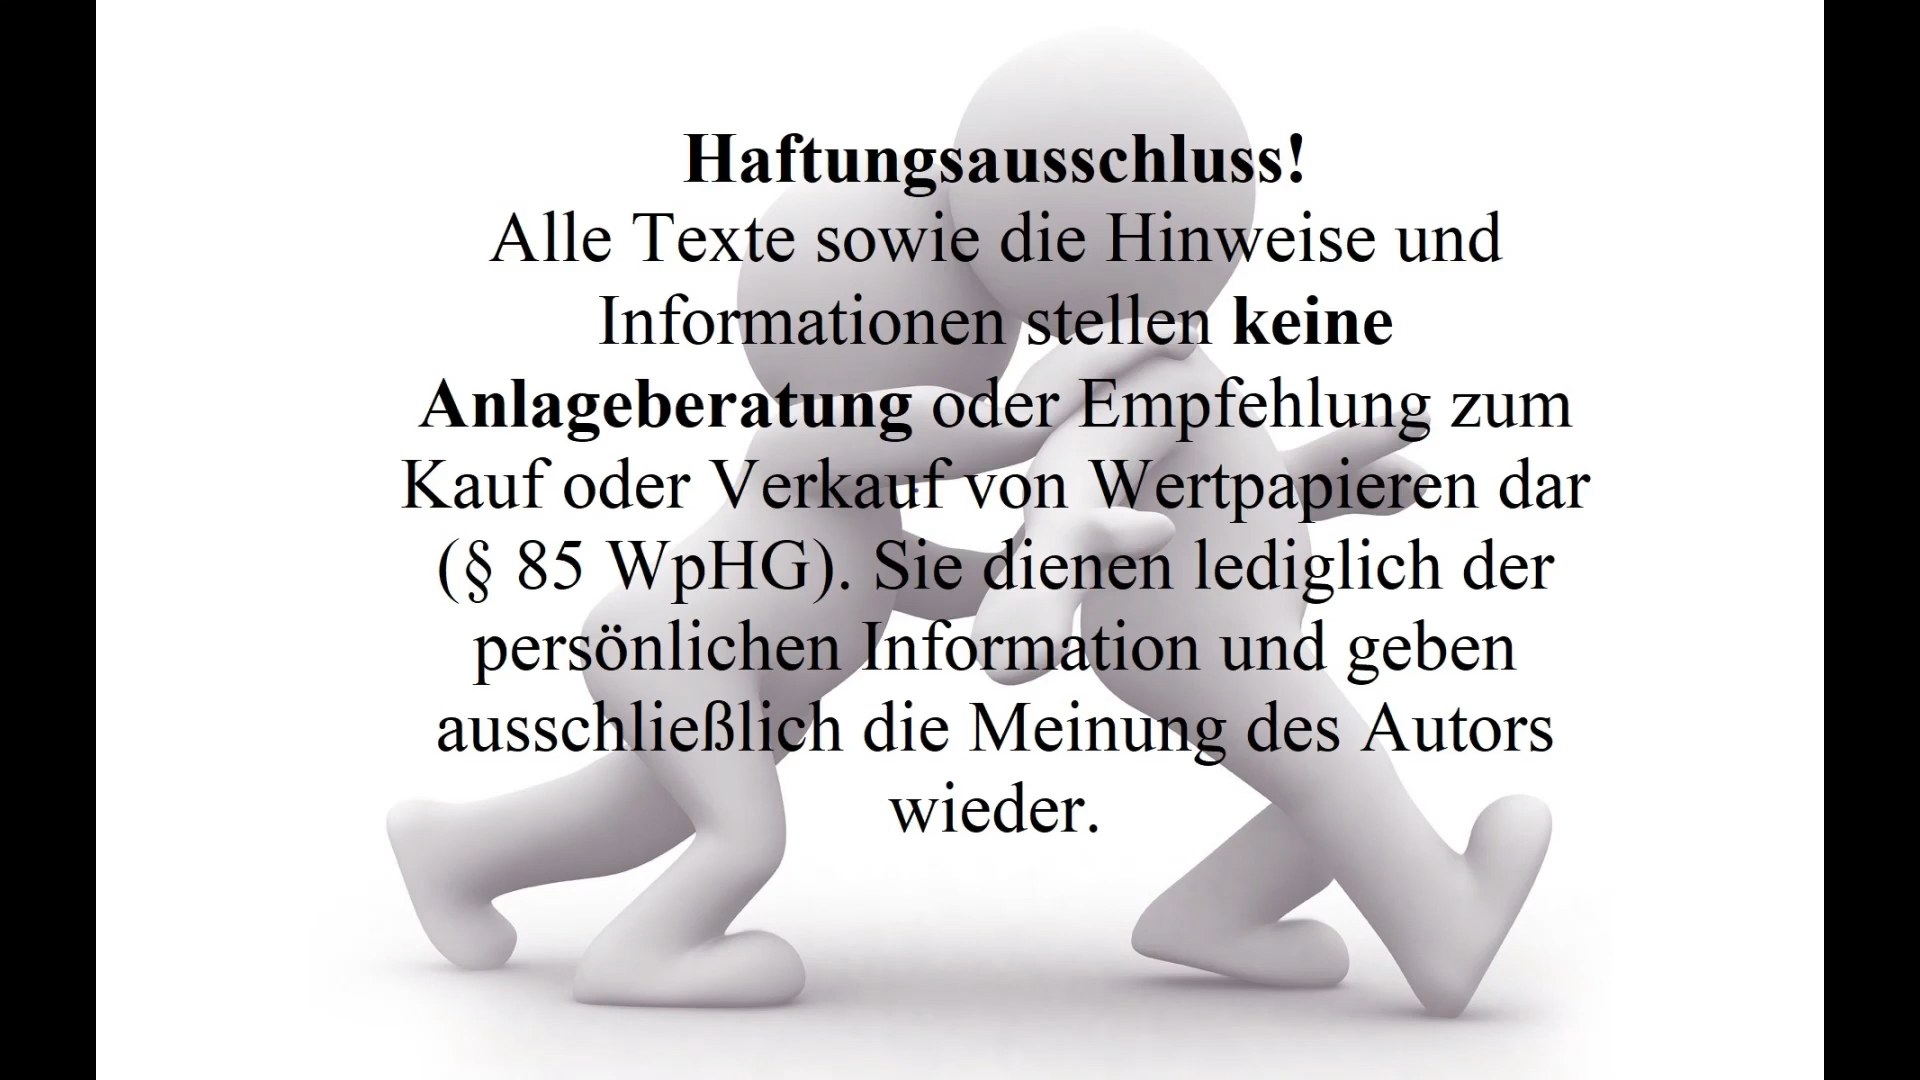 Haftungsausschluss!
Alle Texte sowie die Hinweise und
Informationen stellen keine
Anlageberatung oder Empfehlung zum
Kauf oder Verkauf von Wertpapieren dar
(§ 85 WpHG). Sie dienen lediglich der
persönlichen Information und geben
ausschließlich die Meinung des Autors
wieder.